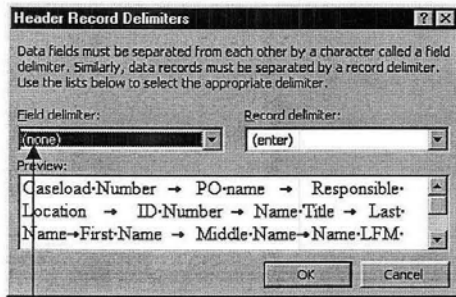 Header Record Delimiters
Data fields must be separated from each other by a character called a field
delimiter. Similarly, data records must be separated by a record delimiter.
Use the lists below to select the appropriate delimiter.
Field delimiter: Record delimiter:
(none) (enter)
Preview:
Caseload·Number → PO·name → Responsible·
Location → ID·Number → Name·Title → Last·
Name→First·Name → Middle·Name→Name·LFM·
OK Cancel